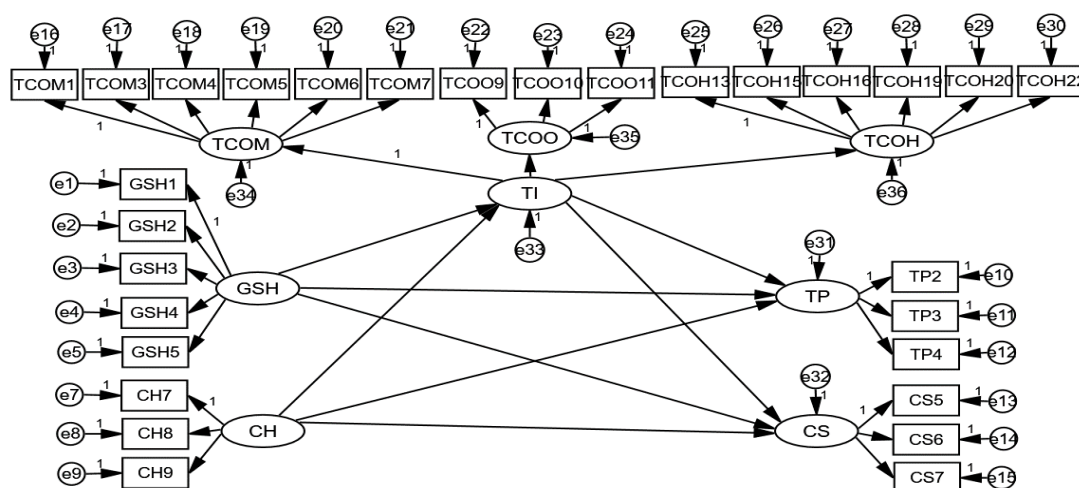 e16 e17 e18 e19 e20 e21 e22 e23 e24 e25 e26 e27 e28 e29 e30
1 1 1 1 1 1 1 1 1 1 1 1 1 1 1
TCOM1 TCOM3 TCOM4 TCOM5 TCOM6 TCOM7 TCOO9 TCOO10 TCOO11 TCOH13 TCOH15 TCOH16 TCOH19 TCOH20 TCOH22
1 1 1
TCOM TCOO 1 e35 TCOH
1 1 1
e34 e36
e1 1 GSH1 TI
e2 1 GSH2 1 1
e33 e31
e3 1 GSH3 1 TP2 1 e10
GSH TP 1
e4 1 GSH4 TP3 1 e11
e5 1 GSH5 TP4 1 e12
e32
e7 1 CH7 1 1 CS5 1 e13
e8 1 CH8 CH CS 1 CS6 1 e14
e9 1 CH9 CS7 1 e15